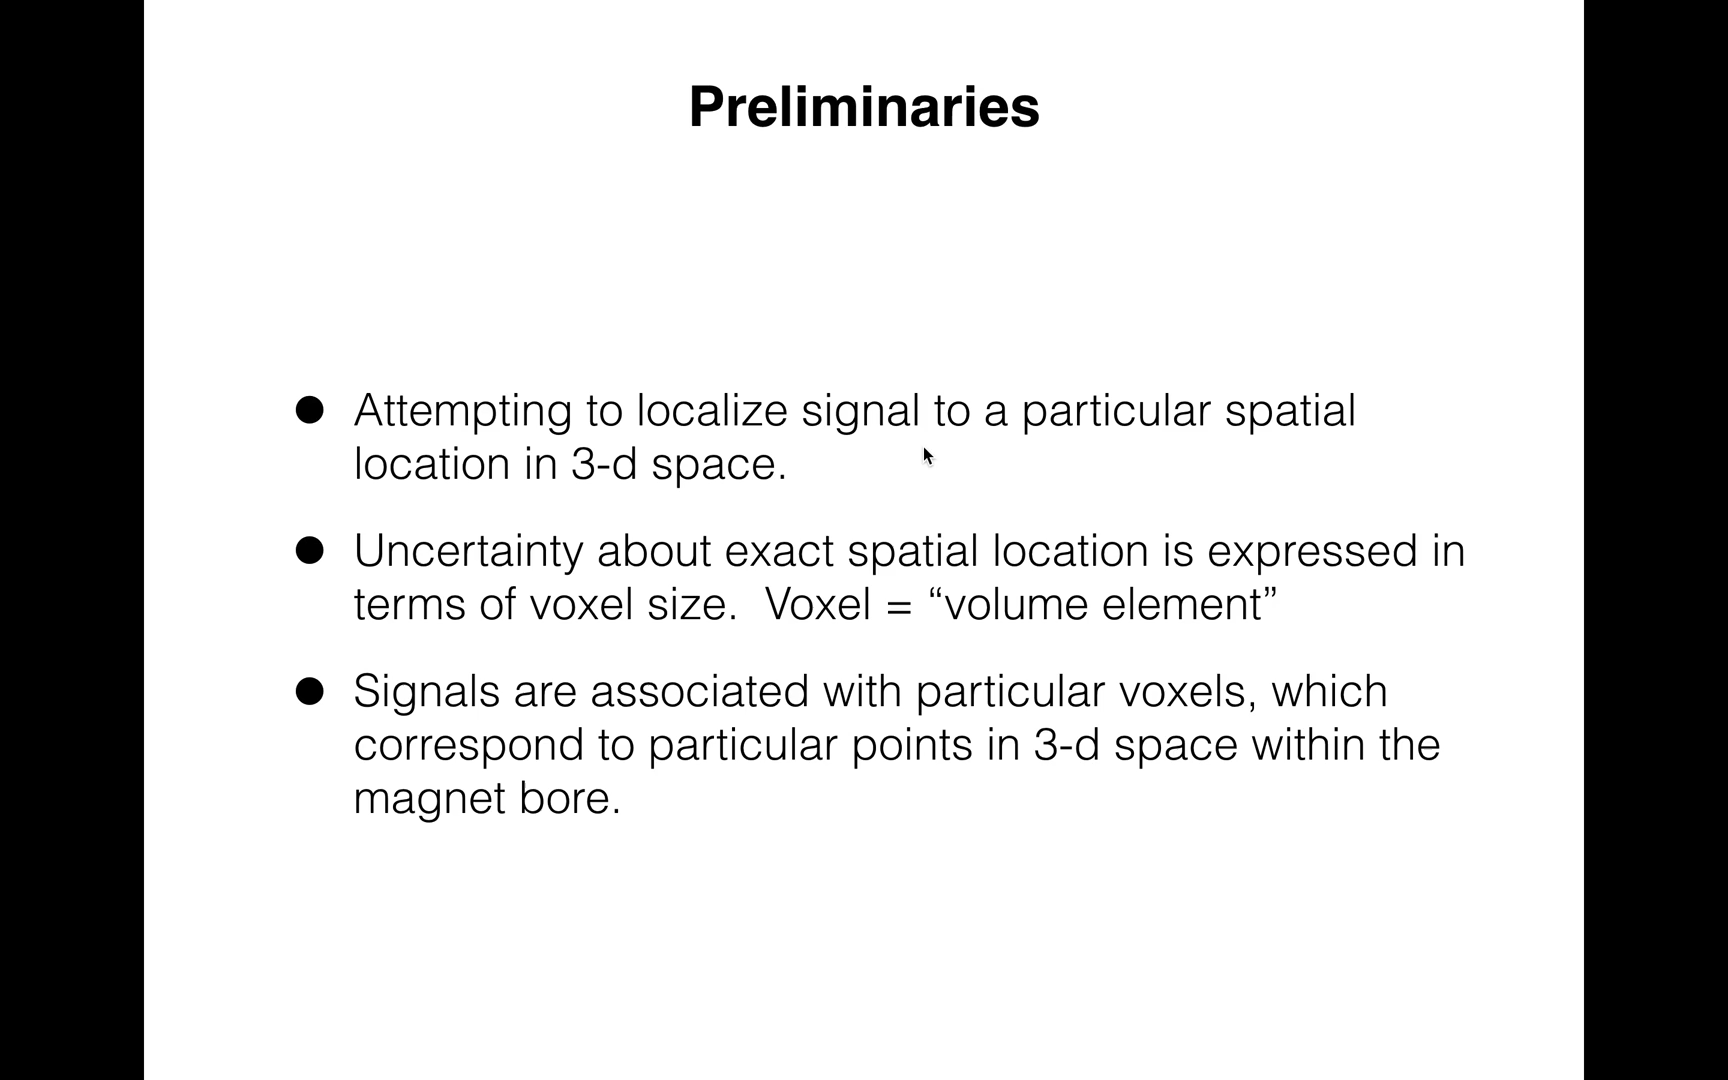 Preliminaries
● Attempting to localize signal to a particular spatial
location in 3-d space.
● Uncertainty about exact spatial location is expressed in
terms of voxel size.  Voxel = “volume element”
● Signals are associated with particular voxels, which
correspond to particular points in 3-d space within the
magnet bore.